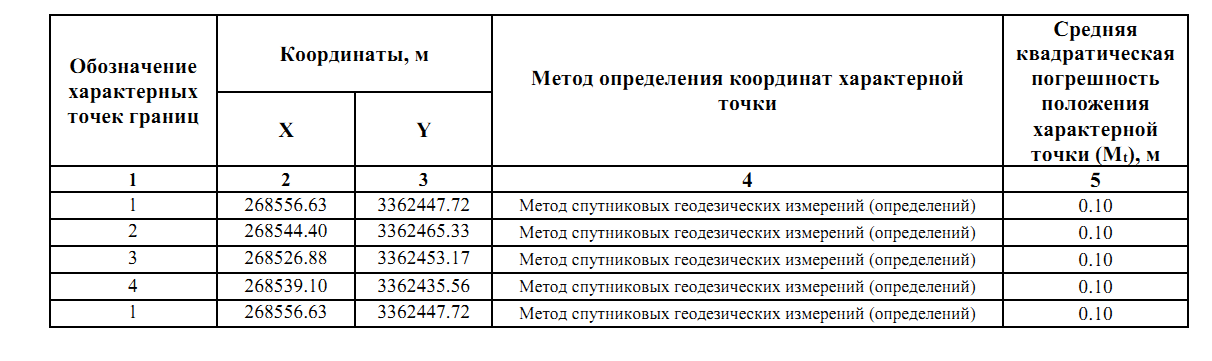 Обозначение
характерных
точек границ
Координаты, м
X
Y
Метод определения координат характерной
точки
Средняя
квадратическая
погрешность
положения
характерной
точки (Mt), м
1 2 3 4 5
1 268556.63 3362447.72 Метод спутниковых геодезических измерений (определений) 0.10
2 268544.40 3362465.33 Метод спутниковых геодезических измерений (определений) 0.10
3 268526.88 3362453.17 Метод спутниковых геодезических измерений (определений) 0.10
4 268539.10 3362435.56 Метод спутниковых геодезических измерений (определений) 0.10
1 268556.63 3362447.72 Метод спутниковых геодезических измерений (определений) 0.10